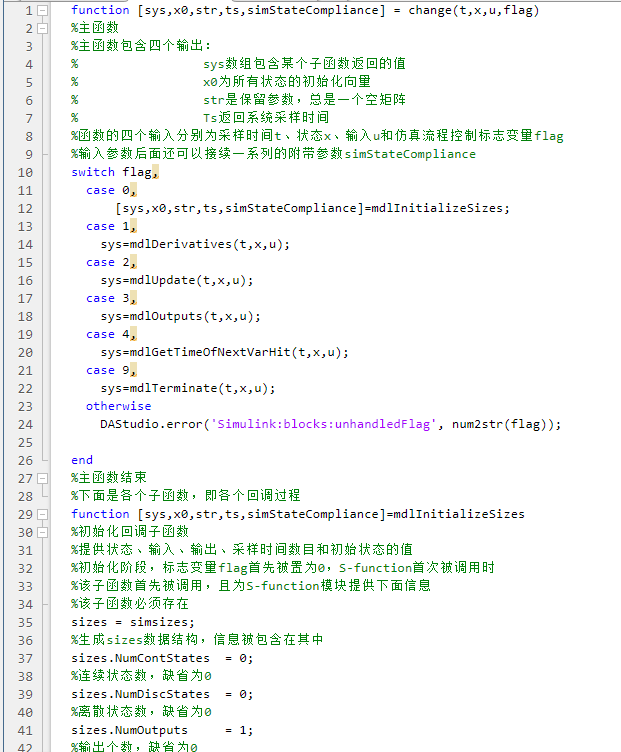 1 function [sys,x0,str,ts,simStateCompliance] = change(t,x,u,flag)
2 %主函数
3 %主函数包含四个输出：
4 % sys数组包含某个子函数返回的值
5 % x0为所有状态的初始化向量
6 % str是保留参数，总是一个空矩阵
7 % Ts返回系统采样时间
8 %函数的四个输入分别为采样时间t、状态x、输入u和仿真流程控制标志变量flag
9 %输入参数后面还可以接续一系列的附带参数simStateCompliance
10 switch flag,
11 case 0,
12 [sys,x0,str,ts,simStateCompliance]=mdlInitializeSizes;
13 case 1,
14 sys=mdlDerivatives(t,x,u);
15 case 2,
16 sys=mdlUpdate(t,x,u);
17 case 3,
18 sys=mdlOutputs(t,x,u);
19 case 4,
20 sys=mdlGetTimeOfNextVarHit(t,x,u);
21 case 9,
22 sys=mdlTerminate(t,x,u);
23 otherwise
24 DAStudio.error('Simulink:blocks:unhandledFlag', num2str(flag));
25
26 end
27 %主函数结束
28 %下面是各个子函数，即各个回调过程
29 function [sys,x0,str,ts,simStateCompliance]=mdlInitializeSizes
30 %初始化回调子函数
31 %提供状态、输入、输出、采样时间数目和初始状态的值
32 %初始化阶段，标志变量flag首先被置为0，S-function首次被调用时
33 %该子函数首先被调用，且为S-function模块提供下面信息
34 %该子函数必须存在
35 sizes = simsizes;
36 %生成sizes数据结构，信息被包含在其中
37 sizes.NumContStates = 0;
38 %连续状态数，缺省为0
39 sizes.NumDiscStates = 0;
40 %离散状态数，缺省为0
41 sizes.NumOutputs = 1;
42 %输出个数，缺省为0